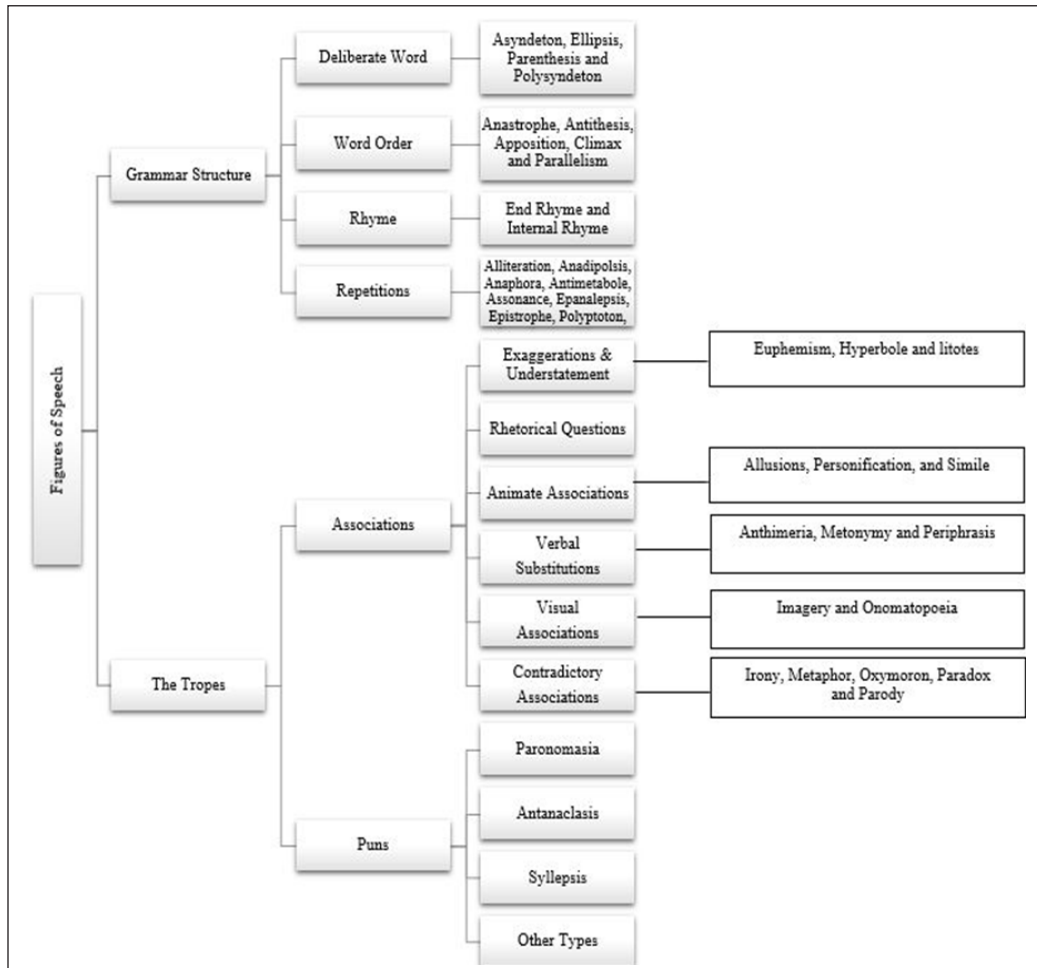 Figures of Speech
Grammar Structure
Deliberate Word
Asyndeton, Ellipsis,
Parenthesis and
Polysyndeton
Word Order
Anastrophe, Antithesis,
Apposition, Climax
and Parallelism
Rhyme
End Rhyme and
Internal Rhyme
Repetitions
Alliteration, Anadipolsis,
Anaphora, Antimetabole,
Assonance, Epanalepsis,
Epistrophe, Polyptoton,
The Tropes
Associations
Exaggerations &
Understatement
Euphemism, Hyperbole and litotes
Rhetorical Questions
Animate Associations
Allusions, Personification, and Simile
Verbal
Substitutions
Anthimeria, Metonymy and Periphrasis
Visual
Associations
Imagery and Onomatopoeia
Contradictory
Associations
Irony, Metaphor, Oxymoron, Paradox
and Parody
Puns
Paronomasia
Antanaclasis
Syllepsis
Other Types